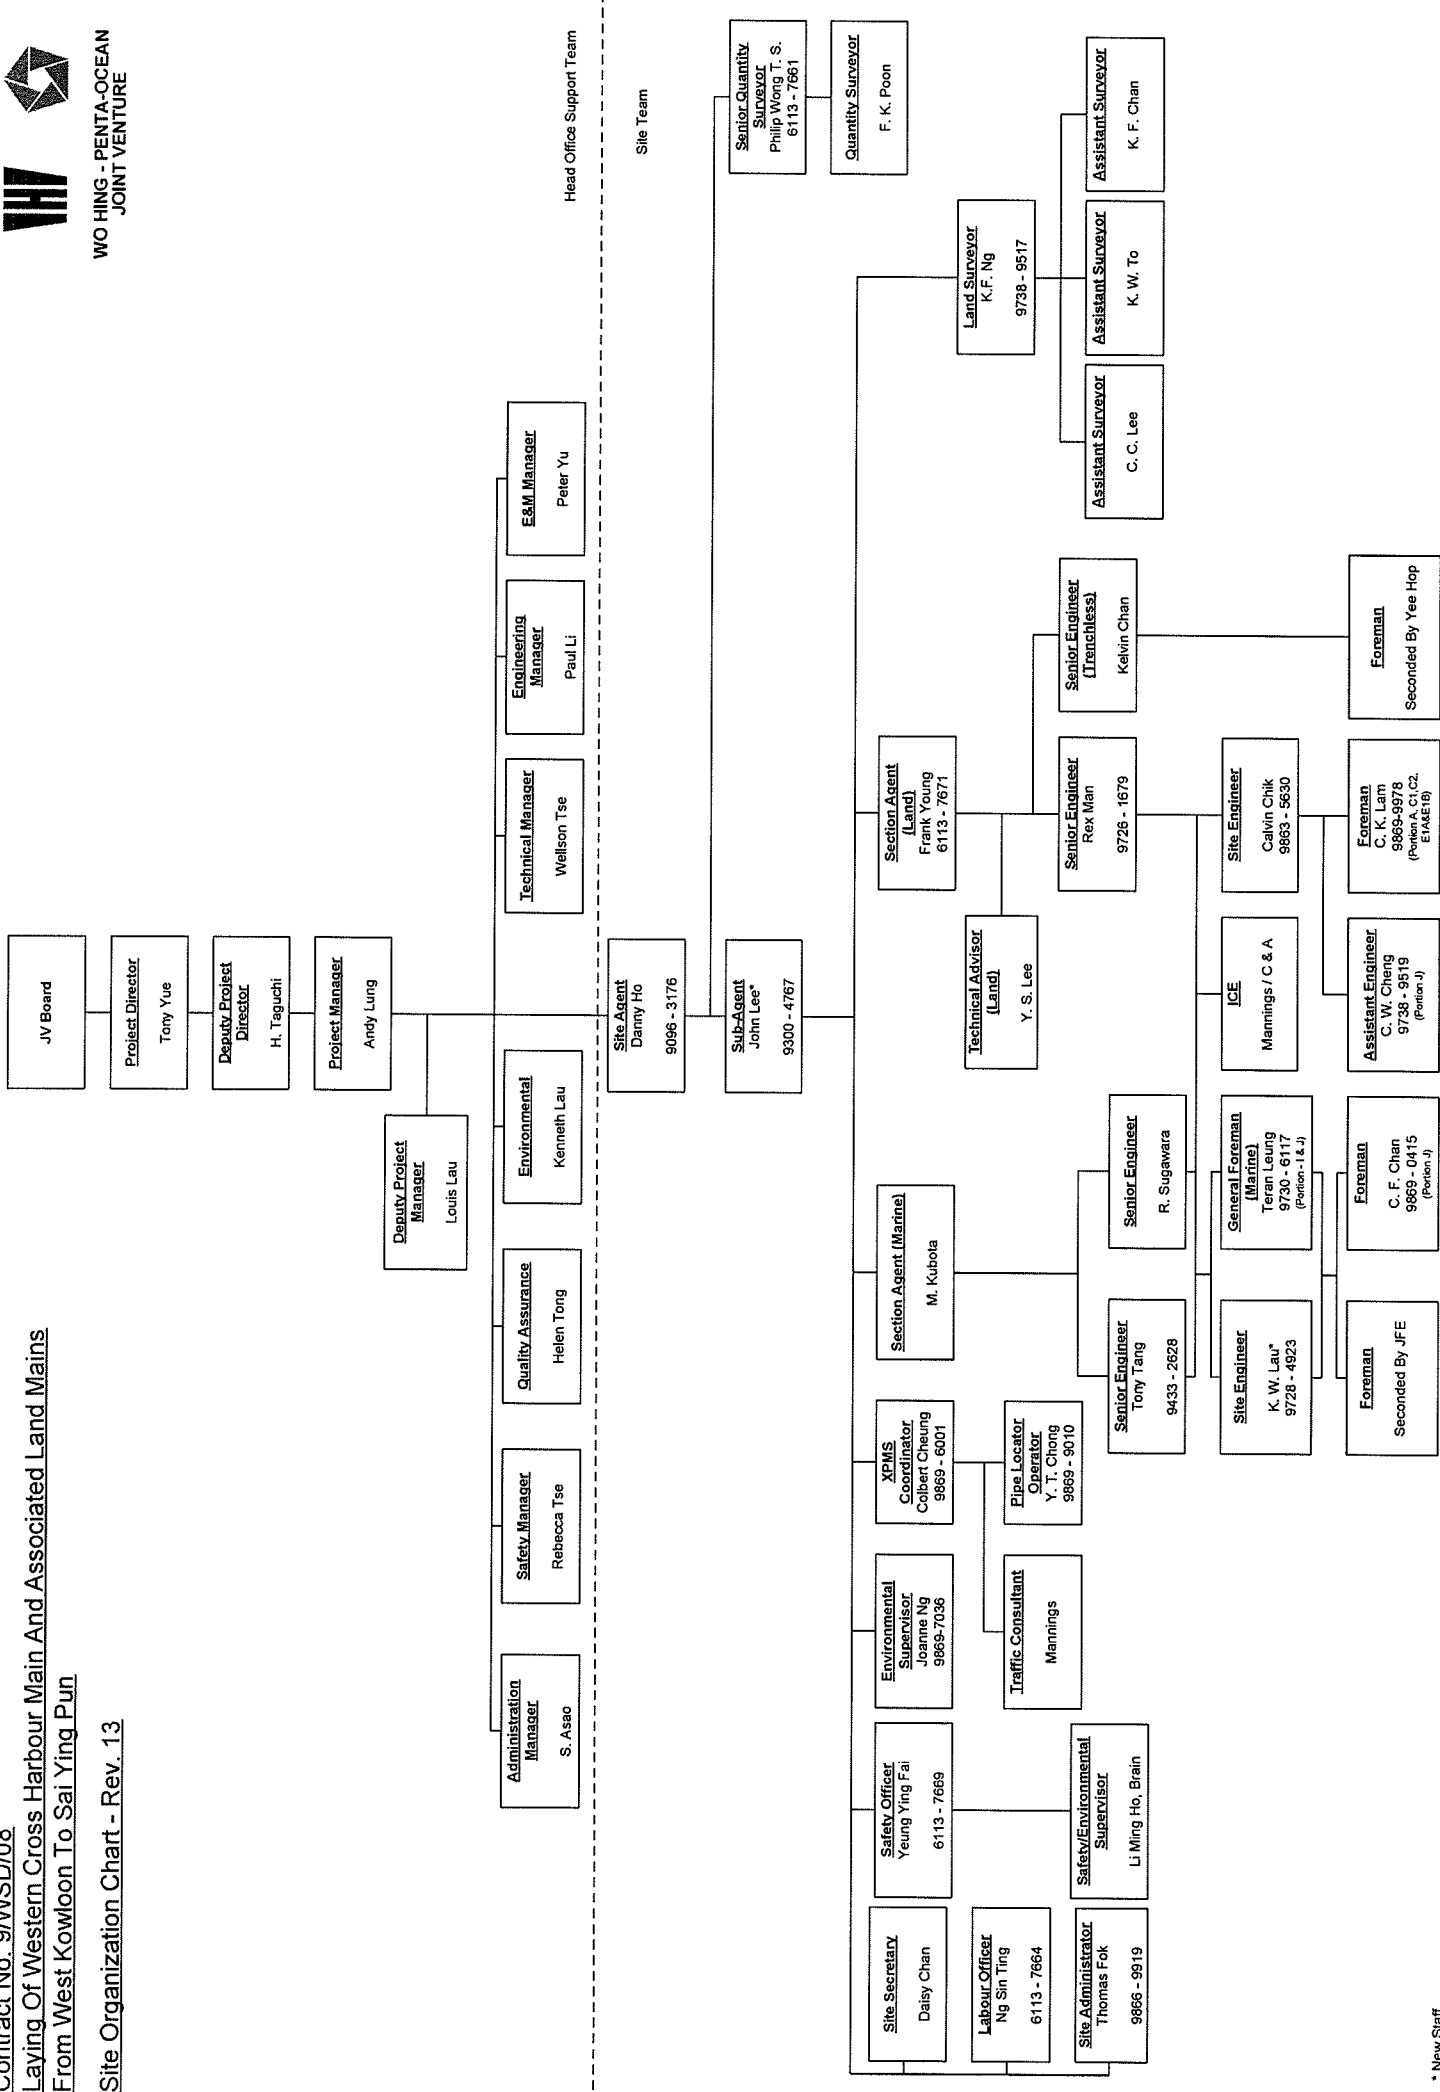 Contract No. 9/WSD/08
Laying Of Western Cross Harbour Main And Associated Land Mains
From West Kowloon To Sai Ying Pun
Site Organization Chart - Rev. 13
WO HING - PENTA-OCEAN
JOINT VENTURE
JV Board
Project Director
Tony Yue
Deputy Project
Director
H. Taguchi
Project Manager
Andy Lung
Deputy Project
Manager
Louis Lau
Administration
Manager
S. Asao
Safety Manager
Rebecca Tse
Quality Assurance
Helen Tong
Environmental
Kenneth Lau
Technical Manager
Wellson Tse
Engineering
Manager
Paul Li
E&M Manager
Peter Yu
Head Office Support Team
Site Team
Site Agent
Danny Ho
9096 - 3176
Sub-Agent
John Lee*
9300 - 4767
Senior Quantity
Surveyor
Philip Wong T. S.
6113 - 7661
Quantity Surveyor
F. K. Poon
Site Secretary
Daisy Chan
Labour Officer
Ng Sin Ting
6113 - 7664
Site Administrator
Thomas Fok
9866 - 9919
Safety Officer
Yeung Ying Fai
6113 - 7669
Safety/Environmental
Supervisor
Li Ming Ho, Brain
Environmental
Supervisor
Joanne Ng
9869-7036
XPMS
Coordinator
Colbert Cheung
9869 - 6001
Traffic Consultant
Mannings
Pipe Locator
Operator
Y. T. Chong
9869 - 9010
Section Agent (Marine)
M. Kubota
Senior Engineer
Tony Tang
9433 - 2628
Senior Engineer
R. Sugawara
Site Engineer
K. W. Lau*
9728 - 4923
General Foreman
(Marine)
Teran Leung
9730 - 6117
(Portion - I & J)
Foreman
Seconded By JFE
Foreman
C. F. Chan
9869 - 0415
(Portion J)
Section Agent
(Land)
Frank Young
6113 - 7671
Technical Advisor
(Land)
Y. S. Lee
Senior Engineer
Rex Man
9726 - 1679
Senior Engineer
(Trenchless)
Kelvin Chan
ICE
Mannings / C & A
Site Engineer
Calvin Chik
9863 - 5630
Assistant Engineer
C. W. Cheng
9738 - 9519
(Portion J)
Foreman
C. K. Lam
9869-9978
(Portion A, C1,C2.
E1A&E1B)
Foreman
Seconded By Yee Hop
Land Surveyor
K.F. Ng
9738 - 9517
Assistant Surveyor
C. C. Lee
Assistant Surveyor
K. W. To
Assistant Surveyor
K. F. Chan
* New Staff